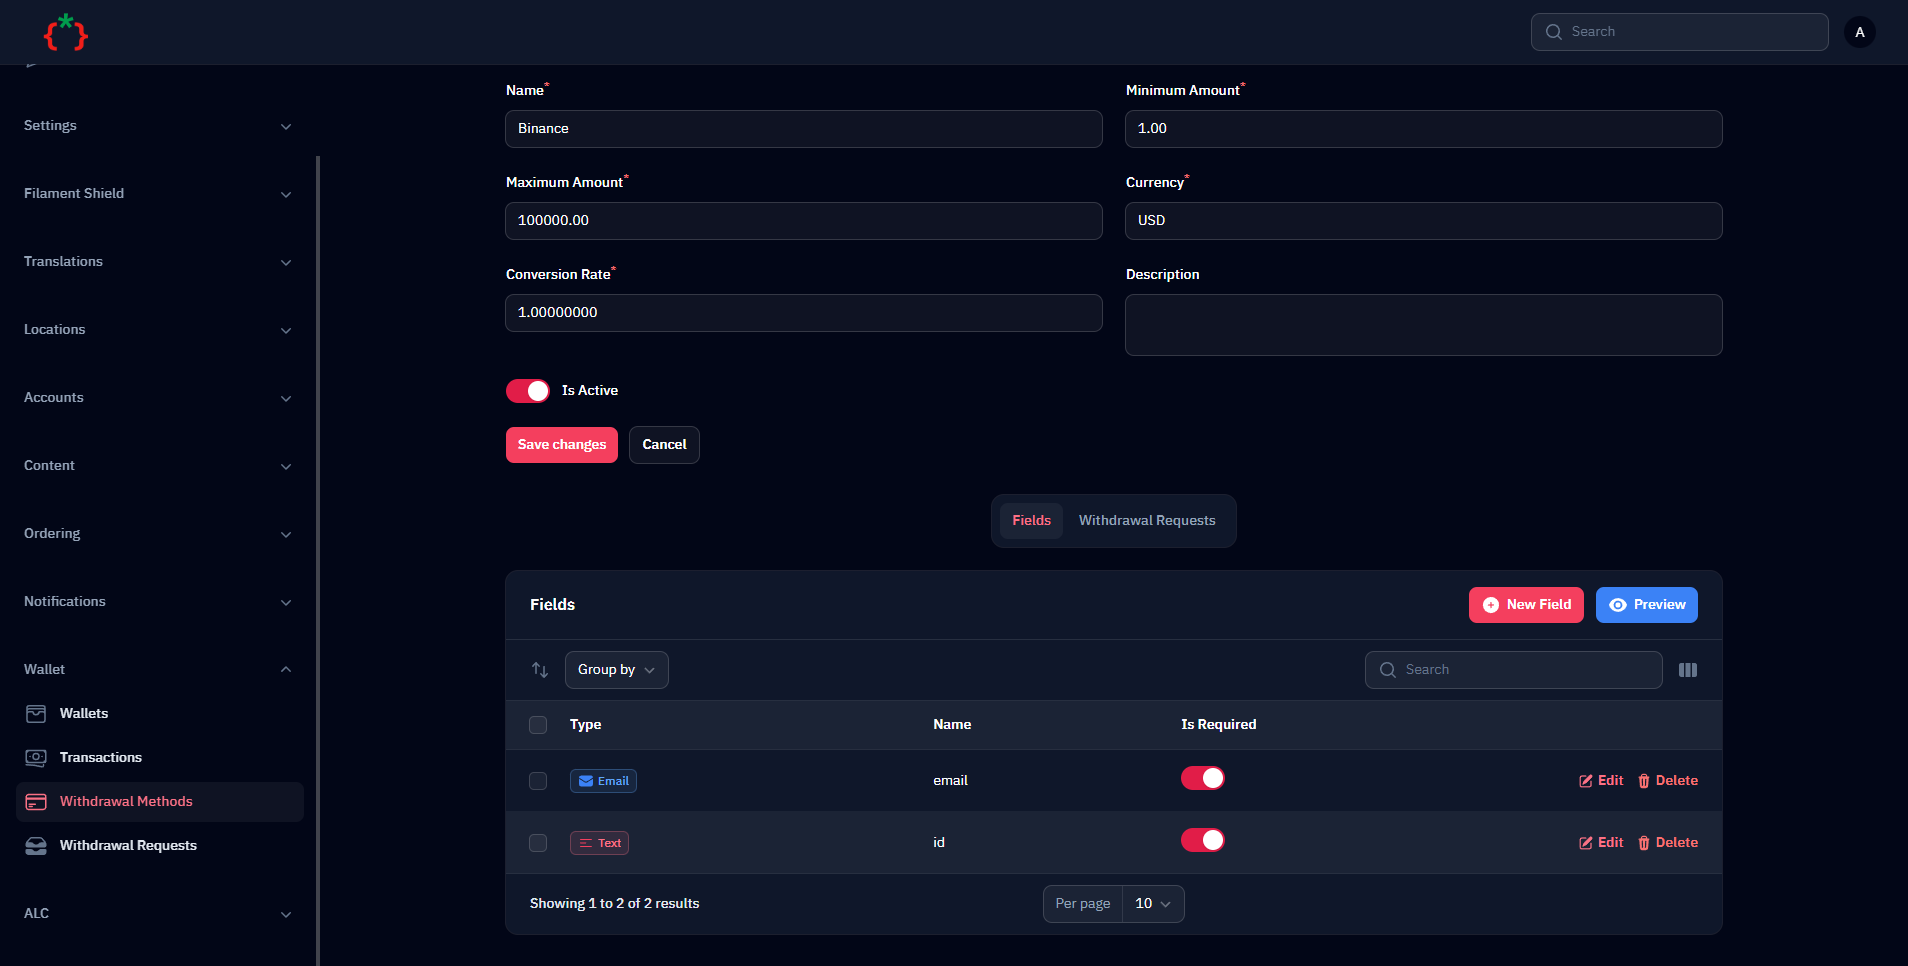 {*}
Search
A
Settings
Filament Shield
Translations
Locations
Accounts
Content
Ordering
Notifications
Wallet
Wallets
Transactions
Withdrawal Methods
Withdrawal Requests
ALC
Name*
Minimum Amount*
Binance
1.00
Maximum Amount*
Currency*
100000.00
USD
Conversion Rate*
Description
1.00000000
Is Active
Save changes
Cancel
Fields
Withdrawal Requests
Fields
New Field
Preview
Group by
Search
Type
Name
Is Required
Email
email
Edit
Delete
Text
id
Edit
Delete
Showing 1 to 2 of 2 results
Per page
10